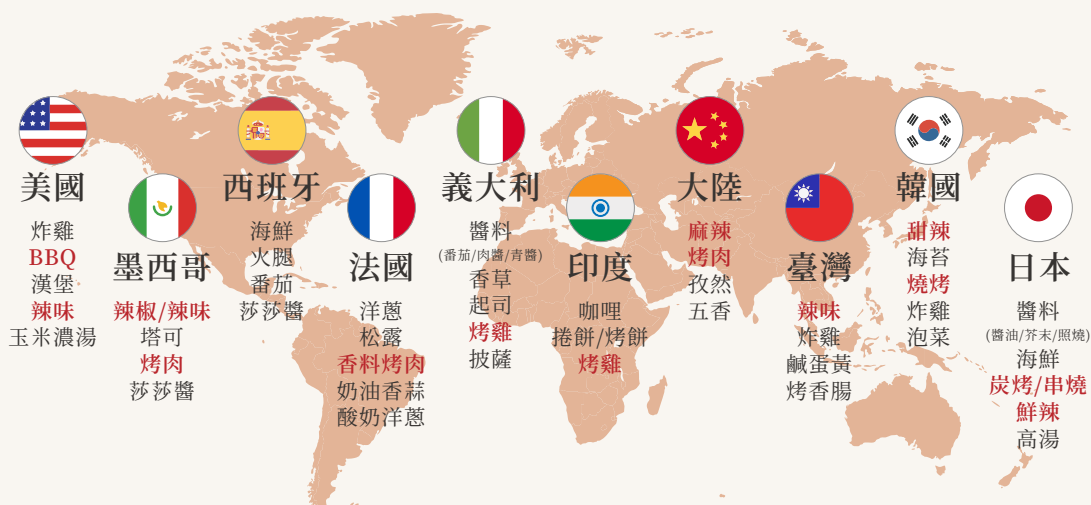 美國
炸雞
BBQ
漢堡
辣味
玉米濃湯
墨西哥
辣椒/辣味
塔可
烤肉
莎莎醬
西班牙
海鮮
火腿
番茄
莎莎醬
法國
洋蔥
松露
香料烤肉
奶油香蒜
酸奶洋蔥
義大利
醬料
(番茄/肉醬/青醬)
香草
起司
烤雞
披薩
印度
咖哩
捲餅/烤餅
烤雞
大陸
麻辣
烤肉
孜然
五香
臺灣
辣味
炸雞
鹹蛋黃
烤香腸
韓國
甜辣
海苔
燒烤
炸雞
泡菜
日本
醬料
(醬油/芥末/照燒)
海鮮
炭烤/串燒
鮮辣
高湯